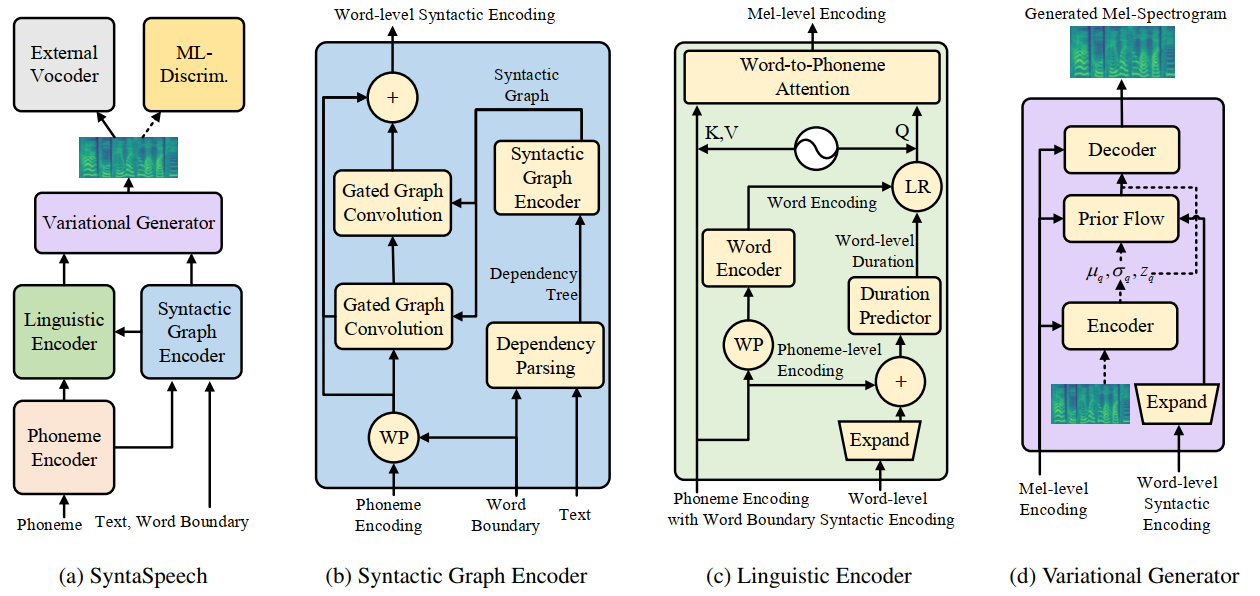 External
Vocoder
ML-
Discrim.
Variational Generator
Linguistic
Encoder
Syntactic
Graph
Encoder
Phoneme
Encoder
Phoneme
Text, Word Boundary
(a) SyntaSpeech
Word-level Syntactic Encoding
+
Syntactic
Graph
Syntactic
Graph
Encoder
Gated Graph
Convolution
Dependency
Tree
Gated Graph
Convolution
Dependency
Parsing
WP
Phoneme
Encoding
Word
Boundary
Text
(b) Syntactic Graph Encoder
Mel-level Encoding
Word-to-Phoneme
Attention
K,V
Q
LR
Word Encoding
Word
Encoder
Word-level
Duration
Duration
Predictor
WP
Phoneme-level
Encoding
+
Expand
Phoneme Encoding
with Word Boundary
Word-level
Syntactic Encoding
(c) Linguistic Encoder
Generated Mel-Spectrogram
Decoder
Prior Flow
μq, σq, zq
Encoder
Expand
Mel-level
Encoding
Word-level
Syntactic
Encoding
(d) Variational Generator